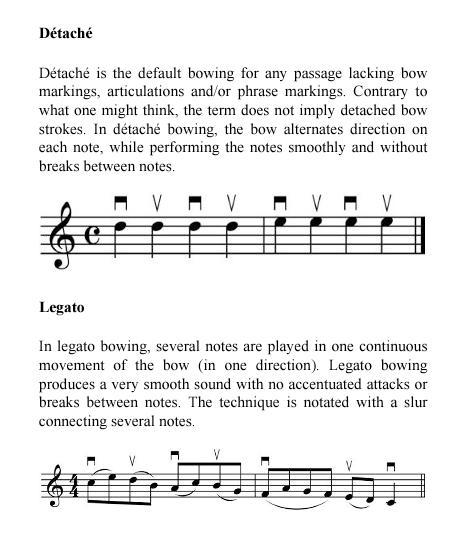 Détaché
Détaché is the default bowing for any passage lacking bow
markings, articulations and/or phrase markings. Contrary to
what one might think, the term does not imply detached bow
strokes. In détaché bowing, the bow alternates direction on
each note, while performing the notes smoothly and without
breaks between notes.
Legato
In legato bowing, several notes are played in one continuous
movement of the bow (in one direction). Legato bowing
produces a very smooth sound with no accentuated attacks or
breaks between notes. The technique is notated with a slur
connecting several notes.
4
4